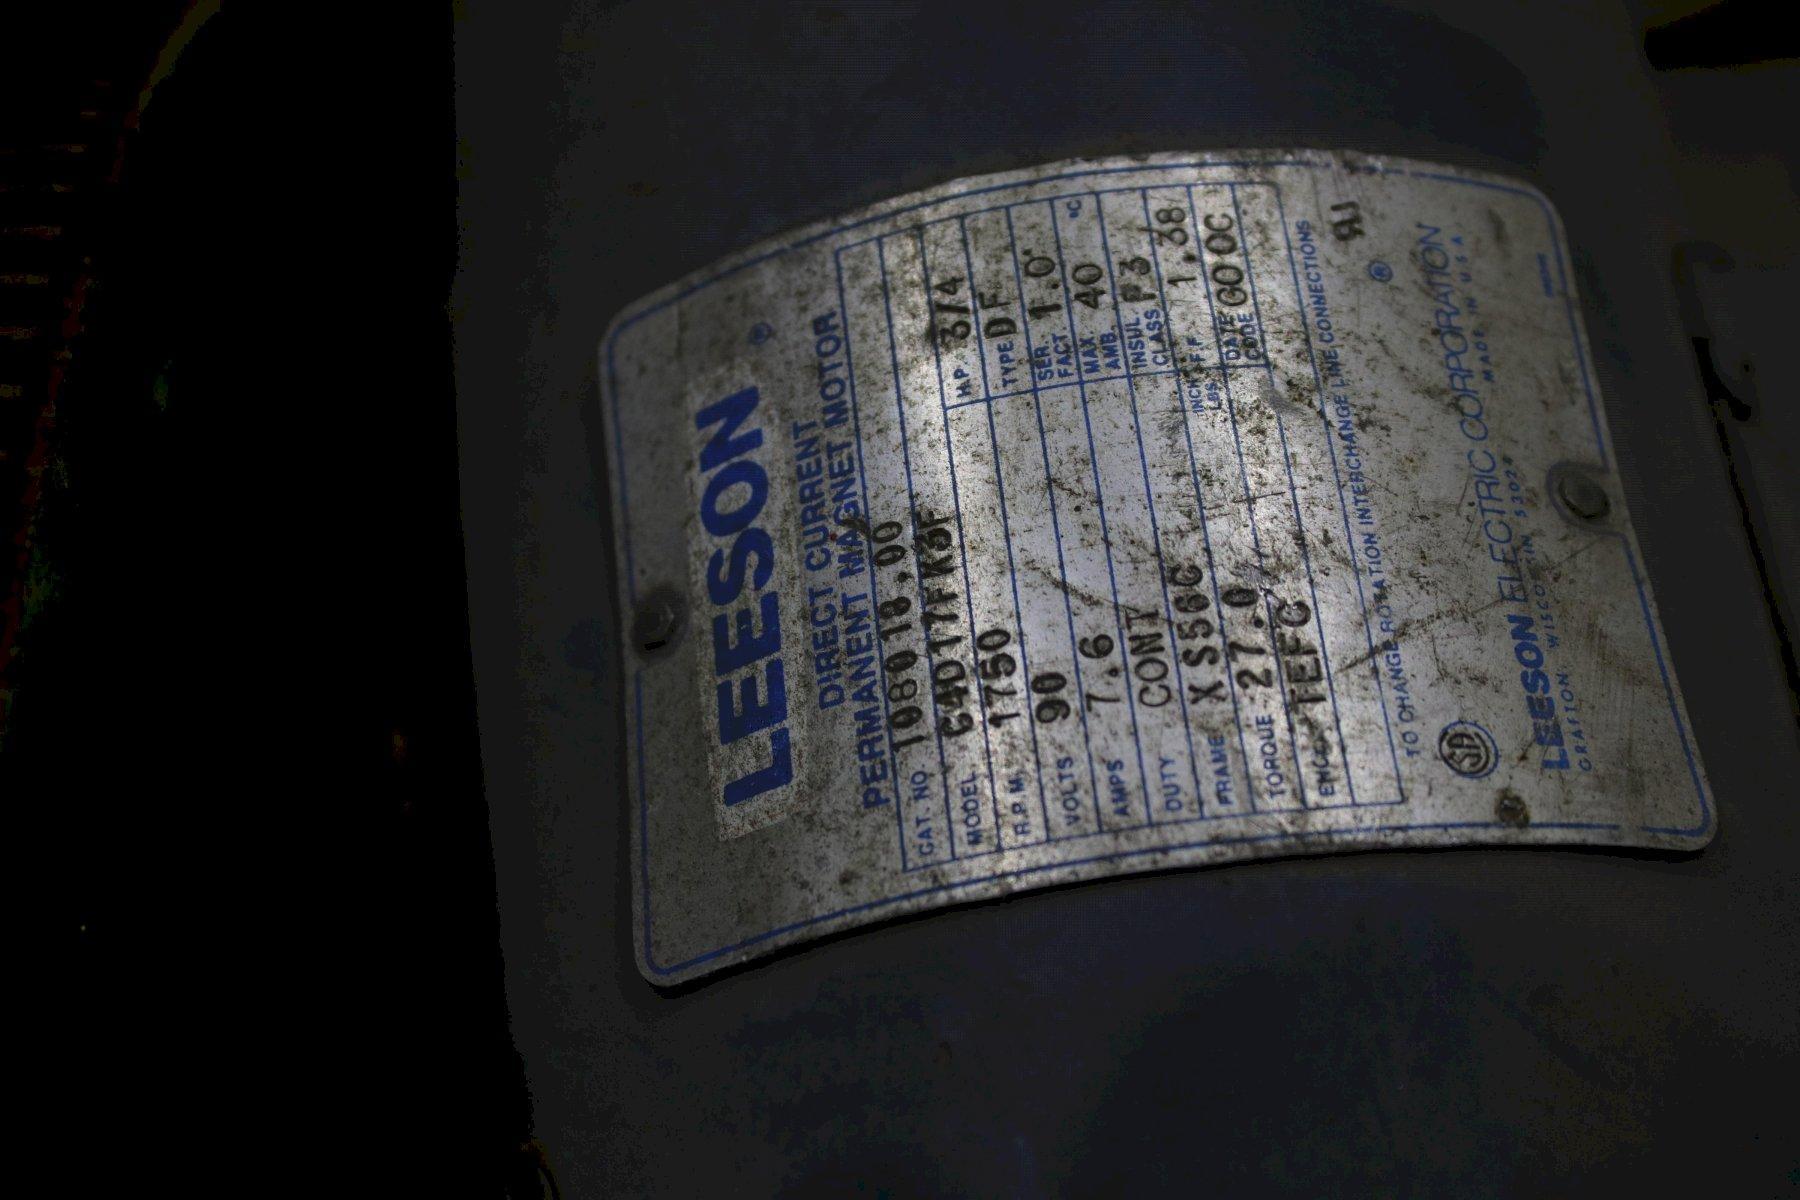 LEESON ®
DIRECT CURRENT
PERMANENT MAGNET MOTOR
CAT. NO. 108018.00
MODEL C4D17FK3F H.P. 3/4
R.P.M. 1750 TYPE DF
VOLTS 90 SER. FACT. 1.0
AMPS 7.6 MAX. AMB. 40 °C
DUTY CONT INSUL. CLASS F3
FRAME XS56C F.F. 1.38
TORQUE 27.0 INCH LBS. DATE CODE GO0C
ENCL. TEFC
TO CHANGE ROTATION INTERCHANGE LINE CONNECTIONS
®
LEESON ELECTRIC CORPORATION
GRAFTON, WISCONSIN 53024 MADE IN USA